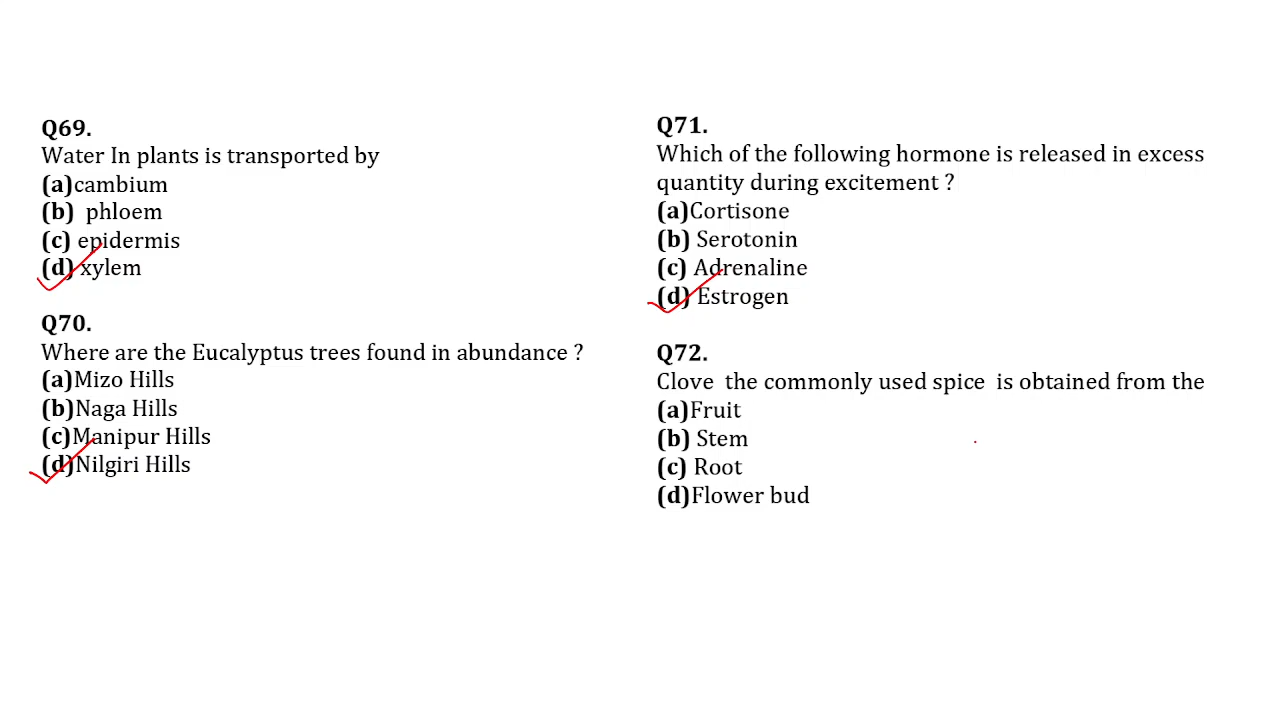 Q69.
Water In plants is transported by
(a)cambium
(b) phloem
(c) epidermis
(d) xylem
Q70.
Where are the Eucalyptus trees found in abundance ?
(a)Mizo Hills
(b)Naga Hills
(c)Manipur Hills
(d)Nilgiri Hills
Q71.
Which of the following hormone is released in excess
quantity during excitement ?
(a)Cortisone
(b) Serotonin
(c) Adrenaline
(d) Estrogen
Q72.
Clove the commonly used spice is obtained from the
(a)Fruit
(b) Stem
(c) Root
(d)Flower bud